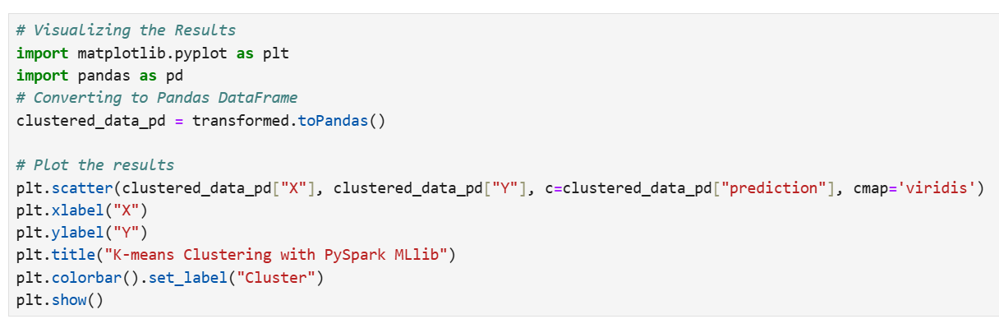 # Visualizing the Results
import matplotlib.pyplot as plt
import pandas as pd
# Converting to Pandas DataFrame
clustered_data_pd = transformed.toPandas()
# Plot the results
plt.scatter(clustered_data_pd["X"], clustered_data_pd["Y"], c=clustered_data_pd["prediction"], cmap='viridis')
plt.xlabel("X")
plt.ylabel("Y")
plt.title("K-means Clustering with PySpark MLlib")
plt.colorbar().set_label("Cluster")
plt.show()